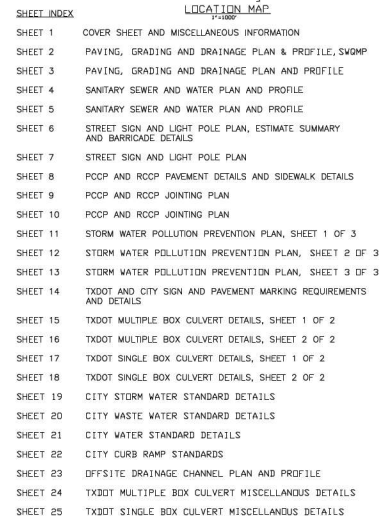 LOCATION MAP
1"=1000'
SHEET INDEX
SHEET 1 COVER SHEET AND MISCELLANEOUS INFORMATION
SHEET 2 PAVING, GRADING AND DRAINAGE PLAN & PROFILE, SWQMP
SHEET 3 PAVING, GRADING AND DRAINAGE PLAN AND PROFILE
SHEET 4 SANITARY SEWER AND WATER PLAN AND PROFILE
SHEET 5 SANITARY SEWER AND WATER PLAN AND PROFILE
SHEET 6 STREET SIGN AND LIGHT POLE PLAN, ESTIMATE SUMMARY
AND BARRICADE DETAILS
SHEET 7 STREET SIGN AND LIGHT POLE PLAN
SHEET 8 PCCP AND RCCP PAVEMENT DETAILS AND SIDEWALK DETAILS
SHEET 9 PCCP AND RCCP JOINTING PLAN
SHEET 10 PCCP AND RCCP JOINTING PLAN
SHEET 11 STORM WATER POLLUTION PREVENTION PLAN, SHEET 1 OF 3
SHEET 12 STORM WATER POLLUTION PREVENTION PLAN, SHEET 2 OF 3
SHEET 13 STORM WATER POLLUTION PREVENTION PLAN, SHEET 3 OF 3
SHEET 14 TXDOT AND CITY SIGN AND PAVEMENT MARKING REQUIREMENTS
AND DETAILS
SHEET 15 TXDOT MULTIPLE BOX CULVERT DETAILS, SHEET 1 OF 2
SHEET 16 TXDOT MULTIPLE BOX CULVERT DETAILS, SHEET 2 OF 2
SHEET 17 TXDOT SINGLE BOX CULVERT DETAILS, SHEET 1 OF 2
SHEET 18 TXDOT SINGLE BOX CULVERT DETAILS, SHEET 2 OF 2
SHEET 19 CITY STORM WATER STANDARD DETAILS
SHEET 20 CITY WASTE WATER STANDARD DETAILS
SHEET 21 CITY WATER STANDARD DETAILS
SHEET 22 CITY CURB RAMP STANDARDS
SHEET 23 OFFSITE DRAINAGE CHANNEL PLAN AND PROFILE
SHEET 24 TXDOT MULTIPLE BOX CULVERT MISCELLANOUS DETAILS
SHEET 25 TXDOT SINGLE BOX CULVERT MISCELLANOUS DETAILS